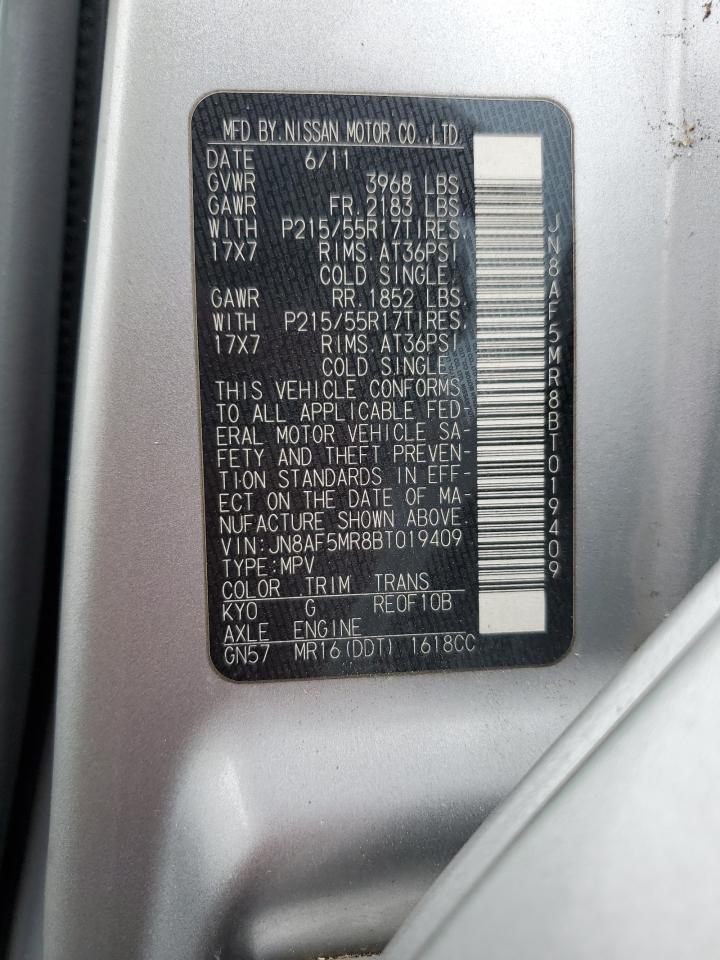 MFD BY.NISSAN MOTOR CO.,LTD.
DATE 6/11
GVWR 3968 LBS.
GAWR FR.2183 LBS.
WITH P215/55R17TIRES,
17X7 RIMS.AT36PSI
COLD SINGLE.
GAWR RR.1852 LBS.
WITH P215/55R17TIRES,
17X7 RIMS.AT36PSI
COLD SINGLE.
THIS VEHICLE CONFORMS
TO ALL APPLICABLE FED-
ERAL MOTOR VEHICLE SA-
FETY AND THEFT PREVEN-
TION STANDARDS IN EFF-
ECT ON THE DATE OF MA-
NUFACTURE SHOWN ABOVE.
VIN:JN8AF5MR8BT019409
TYPE:MPV
COLOR TRIM TRANS
KY0 G RE0F10B
AXLE ENGINE
GN57 MR16(DDT) 1618CC
JN8AF5MR8BT019409